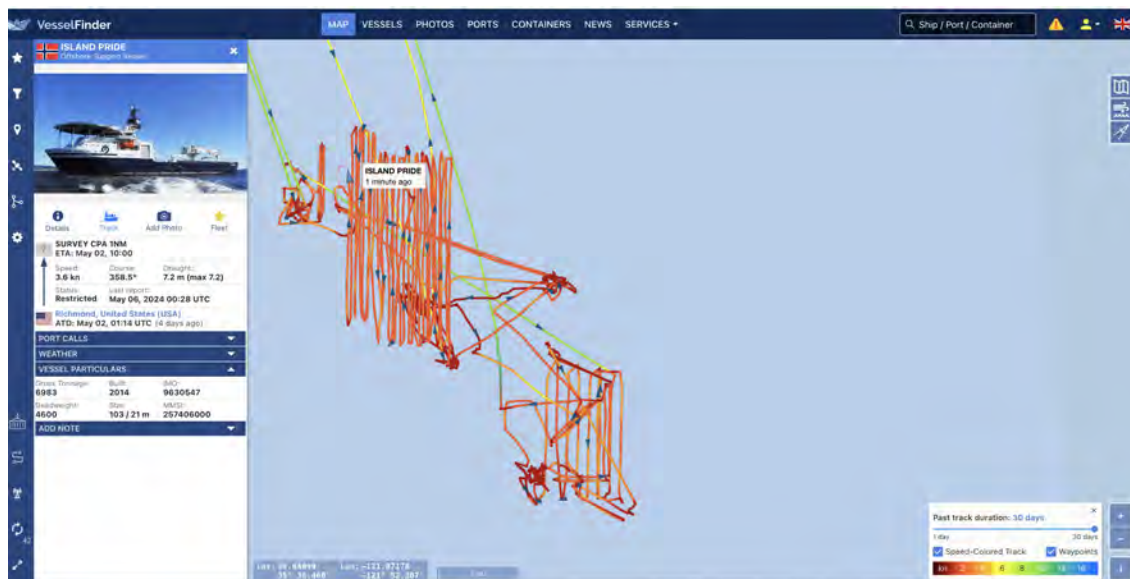 VesselFinder
MAP VESSELS PHOTOS PORTS CONTAINERS NEWS SERVICES
Ship / Port / Container
ISLAND PRIDE
Offshore Support Vessel
ISLAND PRIDE
1 minute ago
Details Track Add Photo Fleet
SURVEY CPA 1NM
ETA: May 02, 10:00
Speed: Course: Draught:
3.6 kn 358.5° 7.2 m (max 7.2)
Status: Last report:
Restricted May 06, 2024 00:28 UTC
Richmond, United States (USA)
ATD: May 02, 01:14 UTC (4 days ago)
PORT CALLS
WEATHER
VESSEL PARTICULARS
Gross Tonnage: Built: IMO:
6983 2014 9630547
Deadweight: Size: MMSI:
4600 103 / 21 m 257406000
ADD NOTE
Past track duration: 30 days
1 day 30 days
Speed-Colored Track Waypoints
kn 2 4 6 8